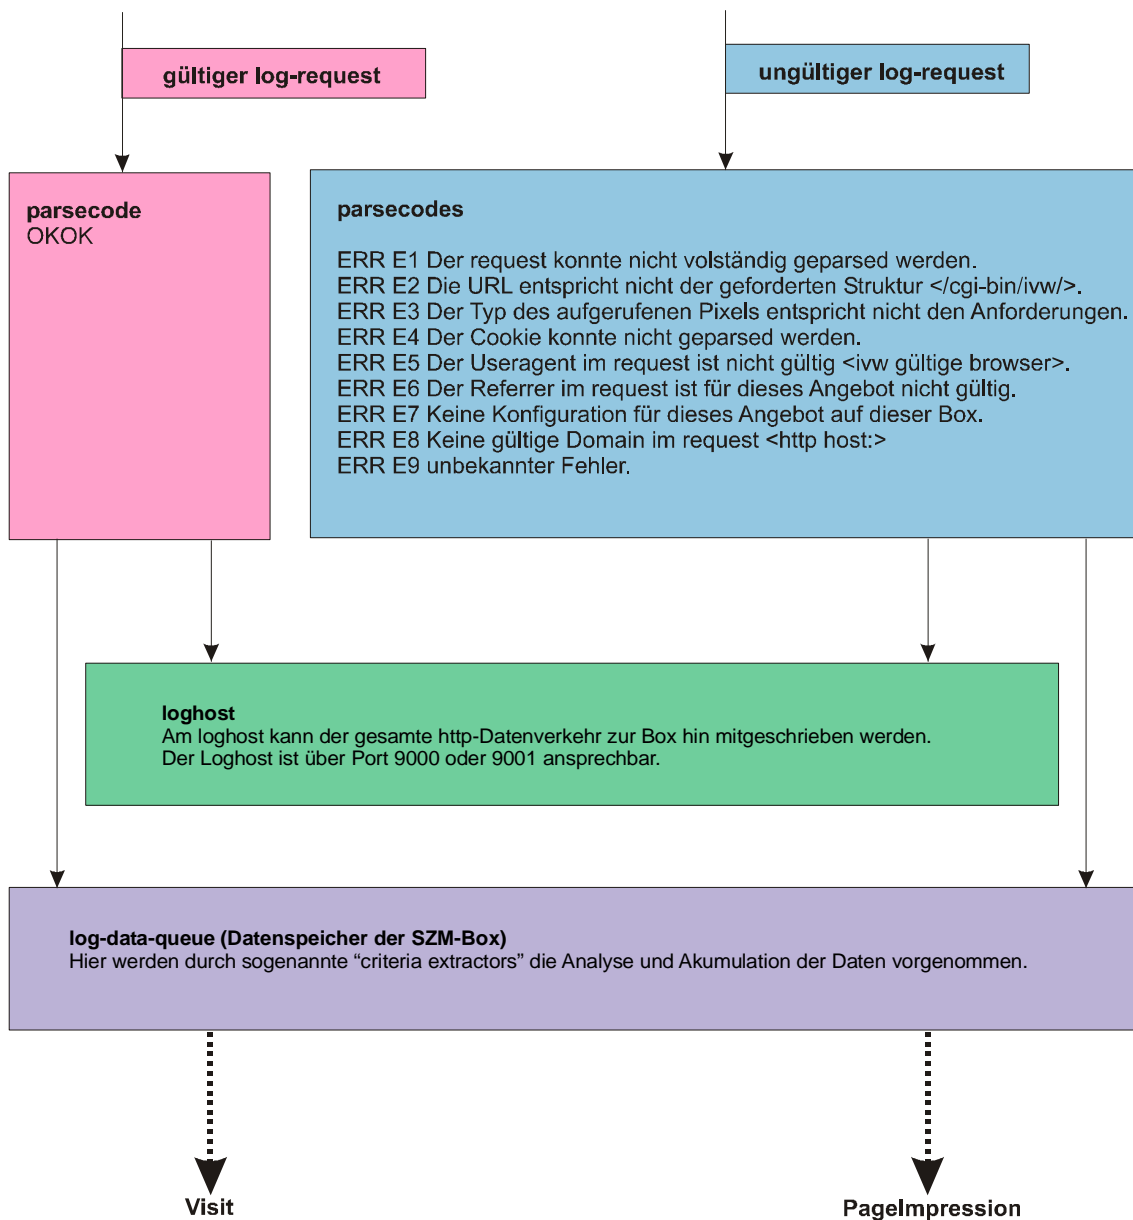 gültiger log-request
ungültiger log-request
parsecode
OKOK
parsecodes
ERR E1 Der request konnte nicht volständig geparsed werden.
ERR E2 Die URL entspricht nicht der geforderten Struktur </cgi-bin/ivw/>.
ERR E3 Der Typ des aufgerufenen Pixels entspricht nicht den Anforderungen.
ERR E4 Der Cookie konnte nicht geparsed werden.
ERR E5 Der Useragent im request ist nicht gültig <ivw gültige browser>.
ERR E6 Der Referrer im request ist für dieses Angebot nicht gültig.
ERR E7 Keine Konfiguration für dieses Angebot auf dieser Box.
ERR E8 Keine gültige Domain im request <http host:>
ERR E9 unbekannter Fehler.
loghost
Am loghost kann der gesamte http-Datenverkehr zur Box hin mitgeschrieben werden.
Der Loghost ist über Port 9000 oder 9001 ansprechbar.
log-data-queue (Datenspeicher der SZM-Box)
Hier werden durch sogenannte “criteria extractors” die Analyse und Akumulation der Daten vorgenommen.
Visit
PageImpression